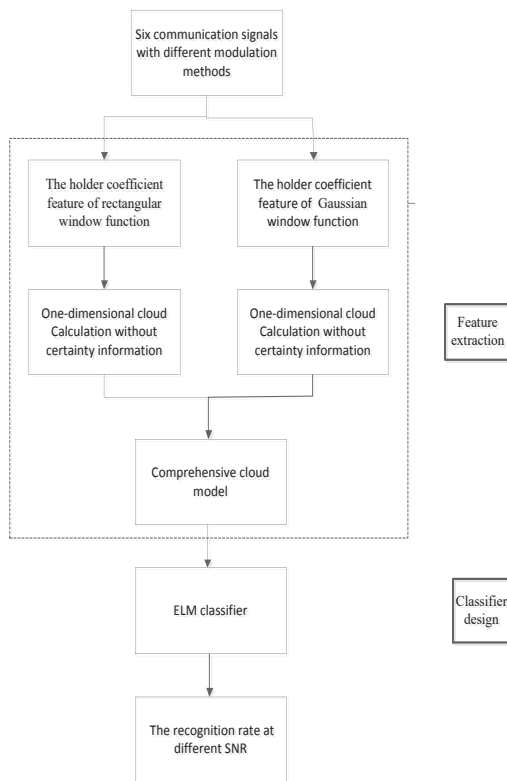 Six communication signals
with different modulation
methods
The holder coefficient
feature of rectangular
window function
The holder coefficient
feature of Gaussian
window function
One-dimensional cloud
Calculation without
certainty information
One-dimensional cloud
Calculation without
certainty information
Feature
extraction
Comprehensive cloud
model
ELM classifier
Classifier
design
The recognition rate at
different SNR